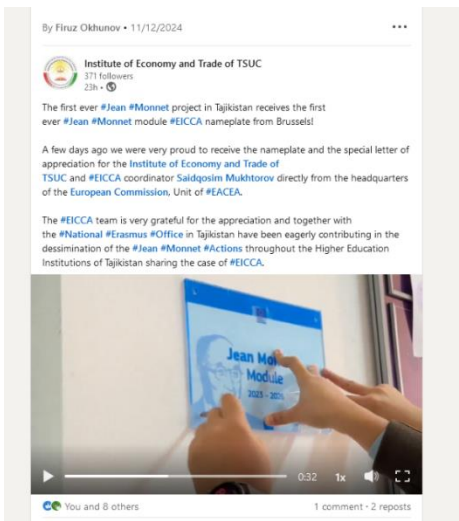 By Firuz Okhunov • 11/12/2024
Institute of Economy and Trade of TSUC
371 followers
23h •
The first ever #Jean #Monnet project in Tajikistan receives the first
ever #Jean #Monnet module #EICCA nameplate from Brussels!
A few days ago we were very proud to receive the nameplate and the special letter of
appreciation for the Institute of Economy and Trade of
TSUC and #EICCA coordinator Saidqosim Mukhtorov directly from the headquarters
of the European Commission, Unit of #EACEA.
The #EICCA team is very grateful for the appreciation and together with
the #National #Erasmus #Office in Tajikistan have been eagerly contributing in the
dessimination of the #Jean #Monnet #Actions throughout the Higher Education
Institutions of Tajikistan sharing the case of #EICCA.
Jean Mon
Module
2023 - 202
0:32 1x
You and 8 others
1 comment • 2 reposts